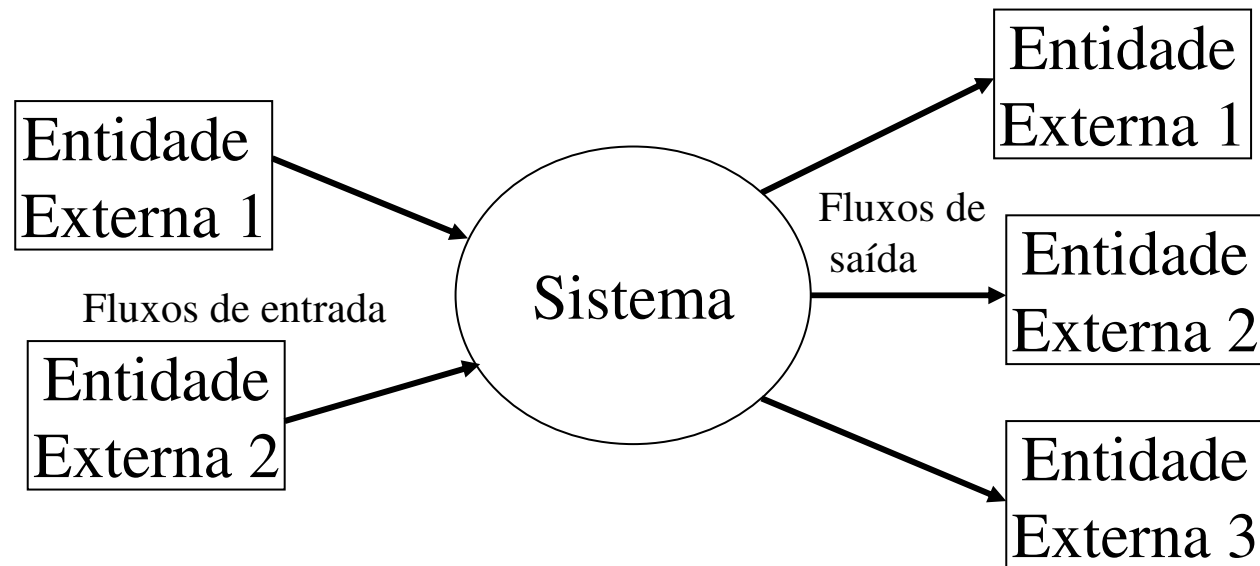 Entidade
Externa 1
Fluxos de entrada
Entidade
Externa 2
Sistema
Fluxos de
saída
Entidade
Externa 1
Entidade
Externa 2
Entidade
Externa 3